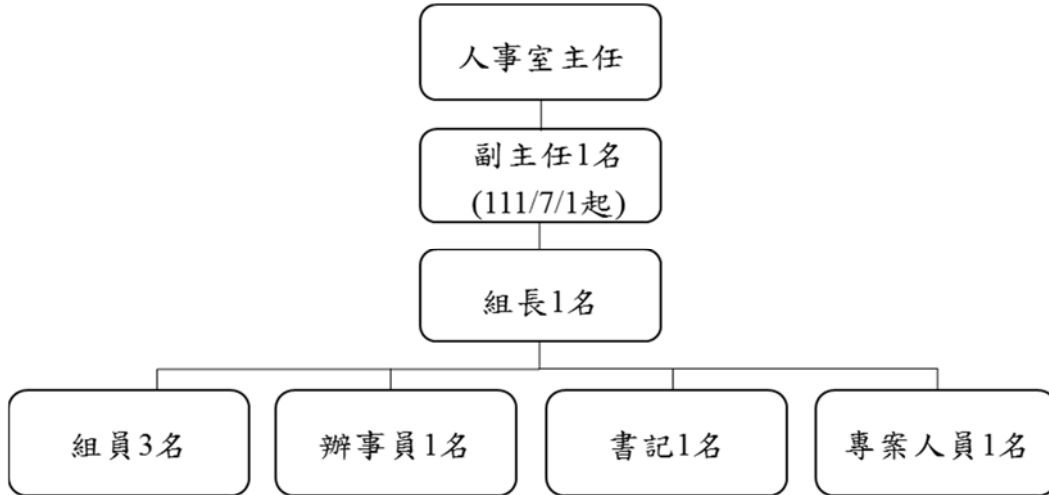 人事室主任
副主任1名
(111/7/1起)
組長1名
組員3名
辦事員1名
書記1名
專案人員1名